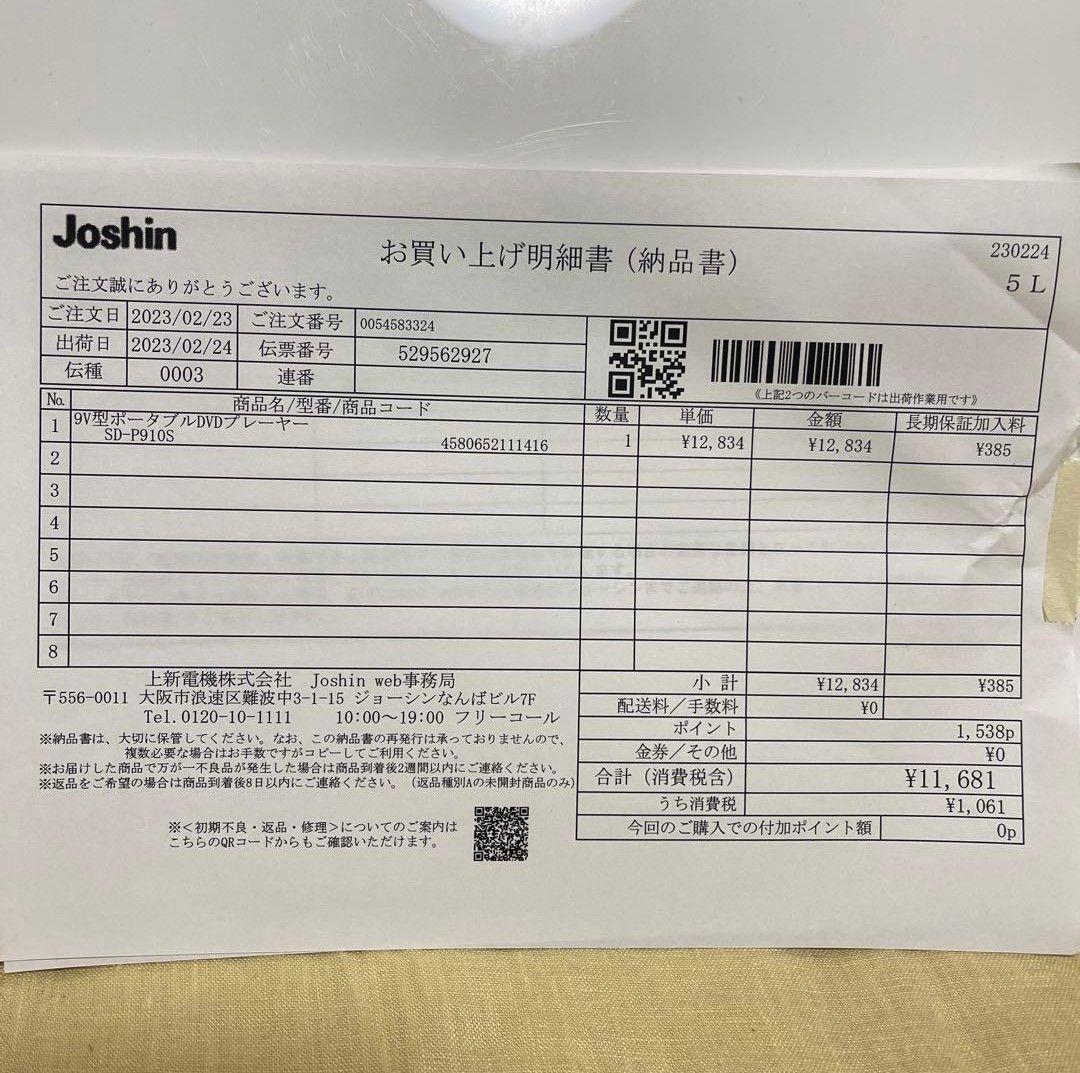 Joshin
お買い上げ明細書（納品書）
230224
5 L
ご注文誠にありがとうございます。
ご注文日 2023/02/23 ご注文番号 0054583324
出荷日 2023/02/24 伝票番号 529562927
伝種 0003 連番
《上記2つのバーコードは出荷作業用です》
No. 商品名/型番/商品コード 数量 単価 金額 長期保証加入料
1 9V型ポータブルDVDプレーヤー
SD-P910S 4580652111416 1 ¥12,834 ¥12,834 ¥385
2
3
4
5
6
7
8
上新電機株式会社 Joshin web事務局
〒556-0011 大阪市浪速区難波中3-1-15 ジョーシンなんばビル7F
Tel.0120-10-1111 10:00～19:00 フリーコール
※納品書は、大切に保管してください。なお、この納品書の再発行は承っておりませんので、
複数必要な場合はお手数ですがコピーしてご利用ください。
※お届けした商品で万が一不良品が発生した場合は商品到着後2週間以内にご連絡ください。
※返品をご希望の場合は商品到着後8日以内にご連絡ください。（返品種別Aの未開封商品のみ）
※＜初期不良・返品・修理＞についてのご案内は
こちらのQRコードからもご確認いただけます。
小 計 ¥12,834 ¥385
配送料／手数料 ¥0
ポイント 1,538p
金券／その他 ¥0
合計（消費税含） ¥11,681
うち消費税 ¥1,061
今回のご購入での付加ポイント額 0p